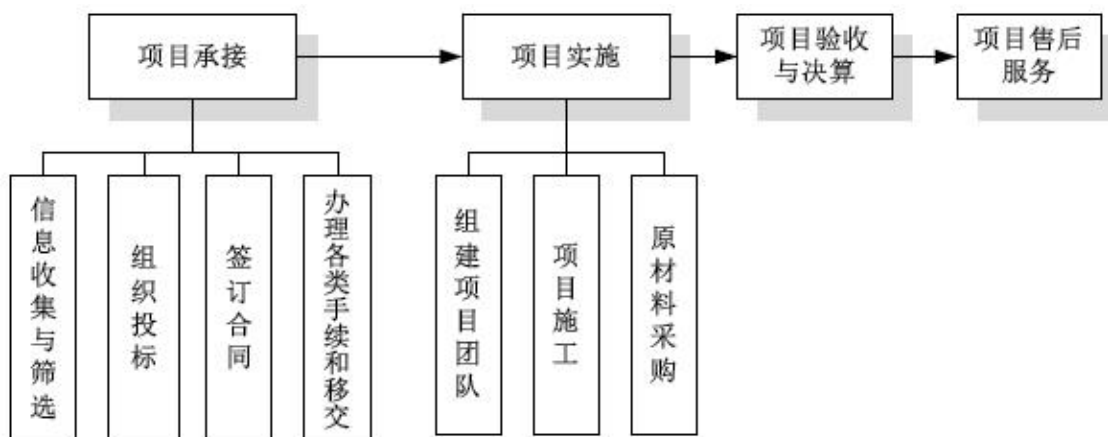 项目承接
项目实施
项目验收
与决算
项目售后
服务
信息收集与筛选
组织投标
签订合同
办理各类手续和移交
组建项目团队
项目施工
原材料采购